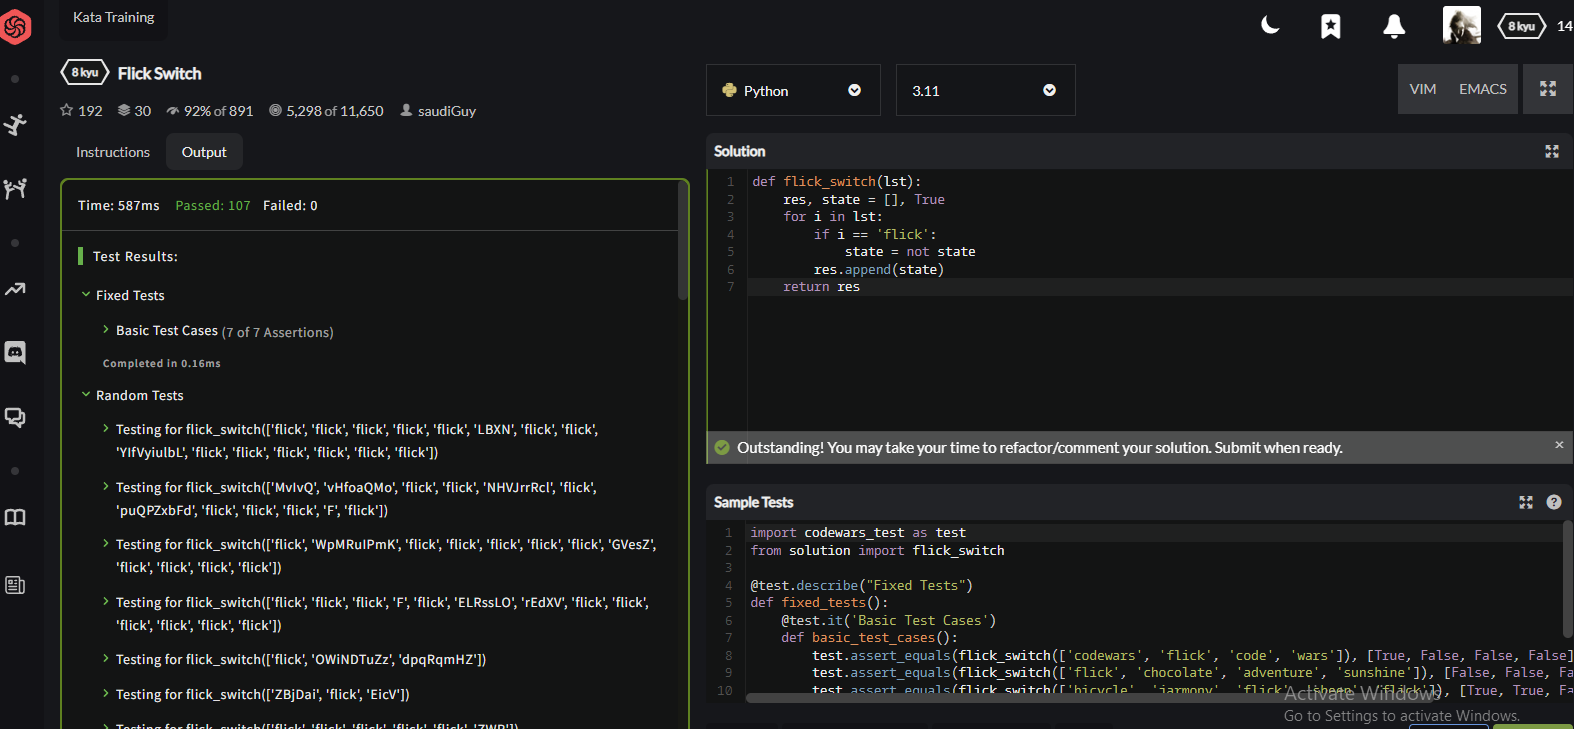 Kata Training
8 kyu
14
8 kyu Flick Switch
192 30 92% of 891 5,298 of 11,650 saudiGuy
Instructions Output
Time: 587ms Passed: 107 Failed: 0
Test Results:
Fixed Tests
Basic Test Cases (7 of 7 Assertions)
Completed in 0.16ms
Random Tests
Testing for flick_switch(['flick', 'flick', 'flick', 'flick', 'flick', 'LBXN', 'flick', 'flick',
'YIfVyiulbL', 'flick', 'flick', 'flick', 'flick', 'flick', 'flick'])
Testing for flick_switch(['MvIvQ', 'vHfoaQMo', 'flick', 'flick', 'NHVJrrRcl', 'flick',
'puQPZxbFd', 'flick', 'flick', 'flick', 'F', 'flick'])
Testing for flick_switch(['flick', 'WpMRuIPmK', 'flick', 'flick', 'flick', 'flick', 'flick', 'GVesZ',
'flick', 'flick', 'flick', 'flick'])
Testing for flick_switch(['flick', 'flick', 'flick', 'F', 'flick', 'ELRssLO', 'rEdXV', 'flick', 'flick',
'flick', 'flick', 'flick', 'flick'])
Testing for flick_switch(['flick', 'OWiNDTuZz', 'dpqRqmHZ'])
Testing for flick_switch(['ZBjDai', 'flick', 'EicV'])
Testing for flick_switch(['flick', 'flick', 'flick', 'flick', 'flick', 'flick', 'ZWP'])
Python
3.11
VIM EMACS
Solution
1 def flick_switch(lst):
2 res, state = [], True
3 for i in lst:
4 if i == 'flick':
5 state = not state
6 res.append(state)
7 return res
Outstanding! You may take your time to refactor/comment your solution. Submit when ready.
Sample Tests
1 import codewars_test as test
2 from solution import flick_switch
3
4 @test.describe("Fixed Tests")
5 def fixed_tests():
6 @test.it('Basic Test Cases')
7 def basic_test_cases():
8 test.assert_equals(flick_switch(['codewars', 'flick', 'code', 'wars']), [True, False, False, False]
9 test.assert_equals(flick_switch(['flick', 'chocolate', 'adventure', 'sunshine']), [False, False, Fa
10 test.assert_equals(flick_switch(['bicycle', 'jarmony', 'flick', 'sheep', 'flick']), [True, True, Fa
Activate Windows
Go to Settings to activate Windows.